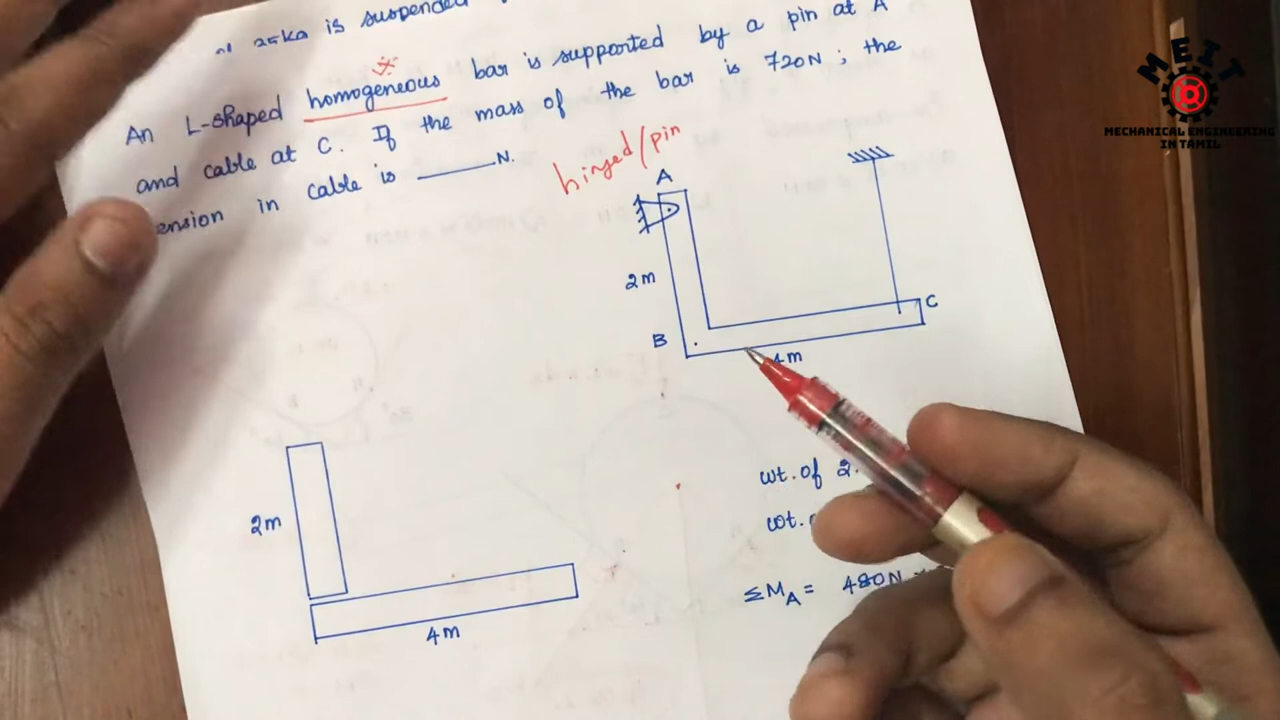 is suspended
An L-shaped homogeneous bar is supported by a pin at A
and cable at C. If the mass of the bar is 720N ; the
ension in cable is ______N.
hinged/pin
A
2m
B
C
4m
2m
4m
wt. of 2.
wt. o
ΣMA = 480N
MEIT
MECHANICAL ENGINEERING
IN TAMIL